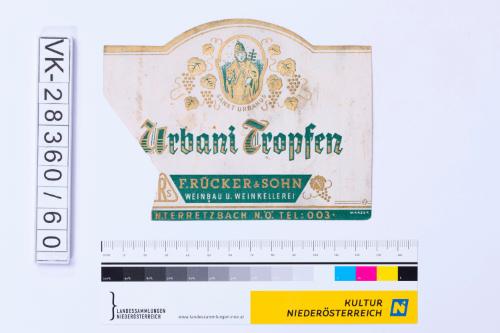 VK-28360/60
SANKT URBANUS
Urbani Tropfen
RS
F. RÜCKER & SOHN
WEINBAU U. WEINKELLEREI
NTERRETZBACH N.Ö. TEL: 003
LANDESSAMMLUNGEN
NIEDERÖSTERREICH
www.landessammlungen-noe.at
KULTUR
NIEDERÖSTERREICH
N